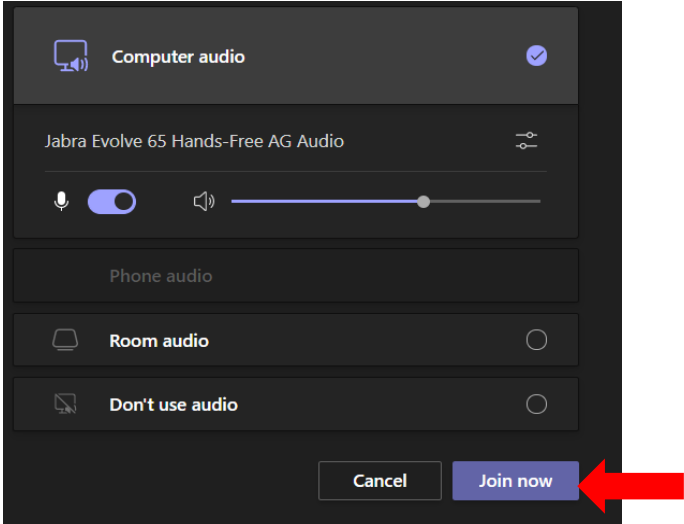 Computer audio
Jabra Evolve 65 Hands-Free AG Audio
Phone audio
Room audio
Don't use audio
Cancel
Join now